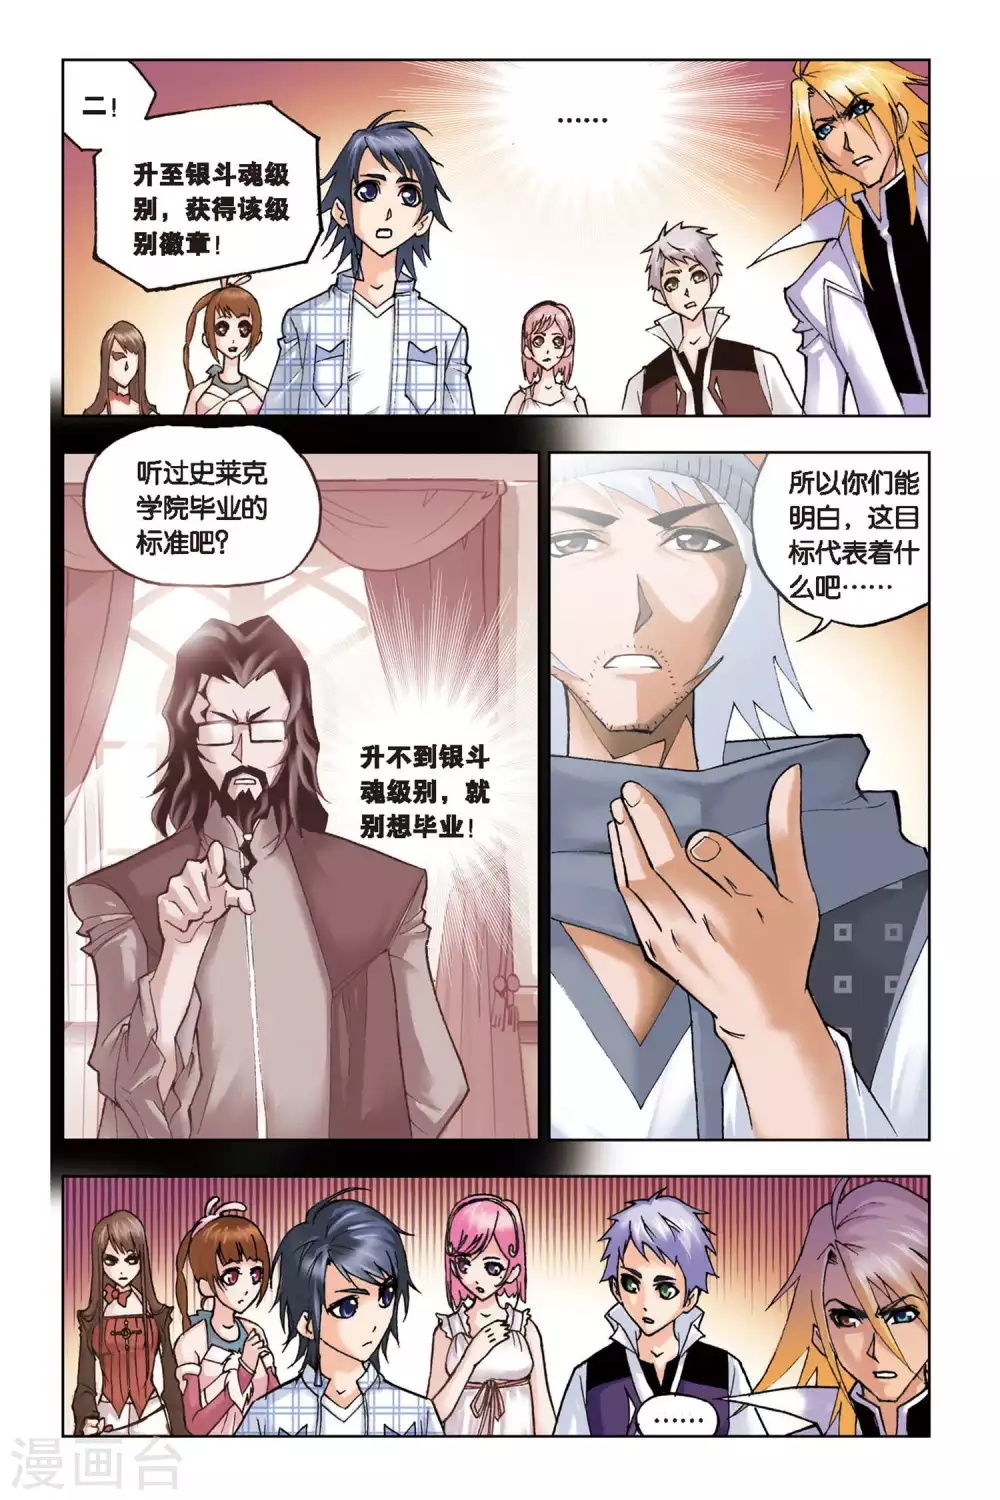 二！
升至银斗魂级
别，获得该级
别徽章！
……
听过史莱克
学院毕业的
标准吧？
升不到银斗
魂级别，就
别想毕业！
所以你们能
明白，这目
标代表着什
么吧……
……
漫画台